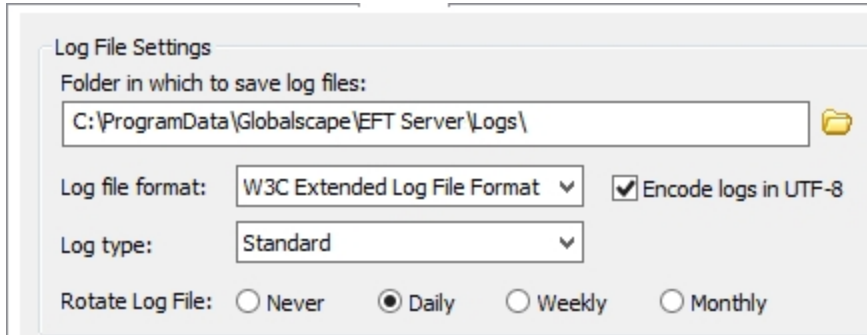 Log File Settings
Folder in which to save log files:
C:\ProgramData\Globalscape\EFT Server\Logs\
Log file format: W3C Extended Log File Format Encode logs in UTF-8
Log type: Standard
Rotate Log File: Never Daily Weekly Monthly